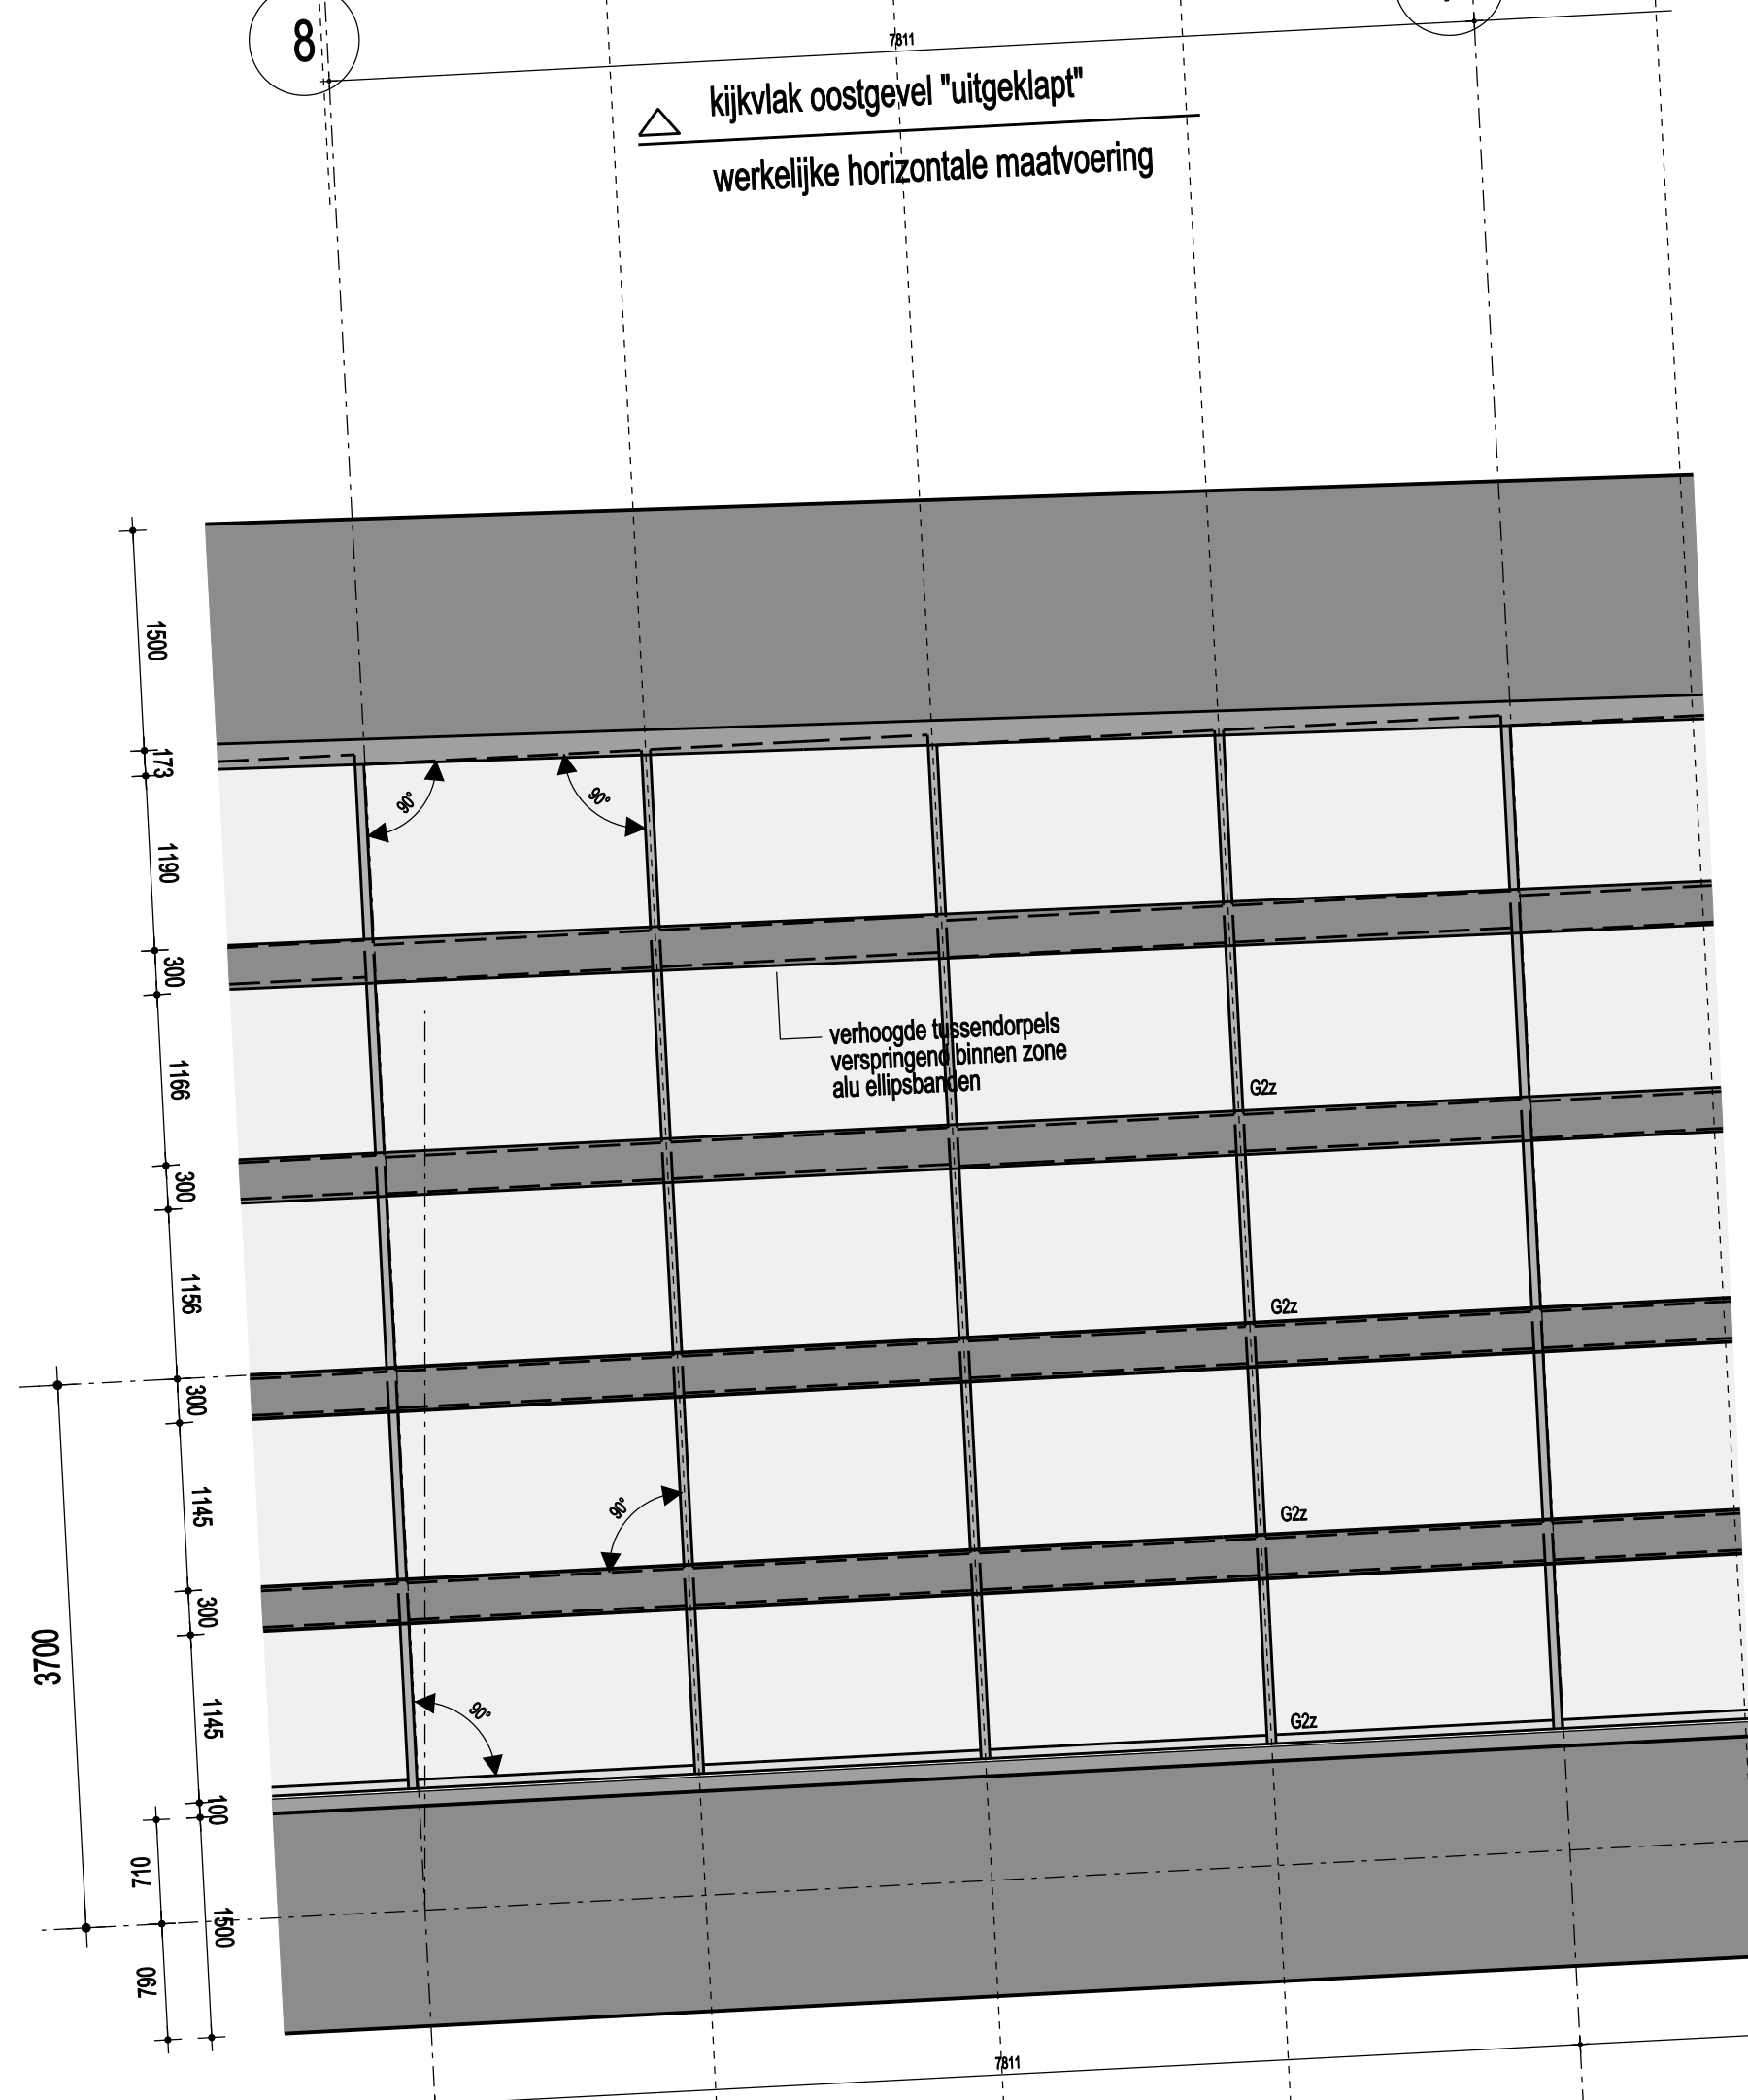 8
7811
kijkvlak oostgevel "uitgeklapt"
werkelijke horizontale maatvoering
1500
173
90°
90°
1190
300
verhoogde tussendorpels
verspringend binnen zone
alu ellipsbanden
1166
G2z
300
1156
G2z
300
1145
90°
G2z
300
3700
1145
90°
G2z
100
710
1500
790
7811